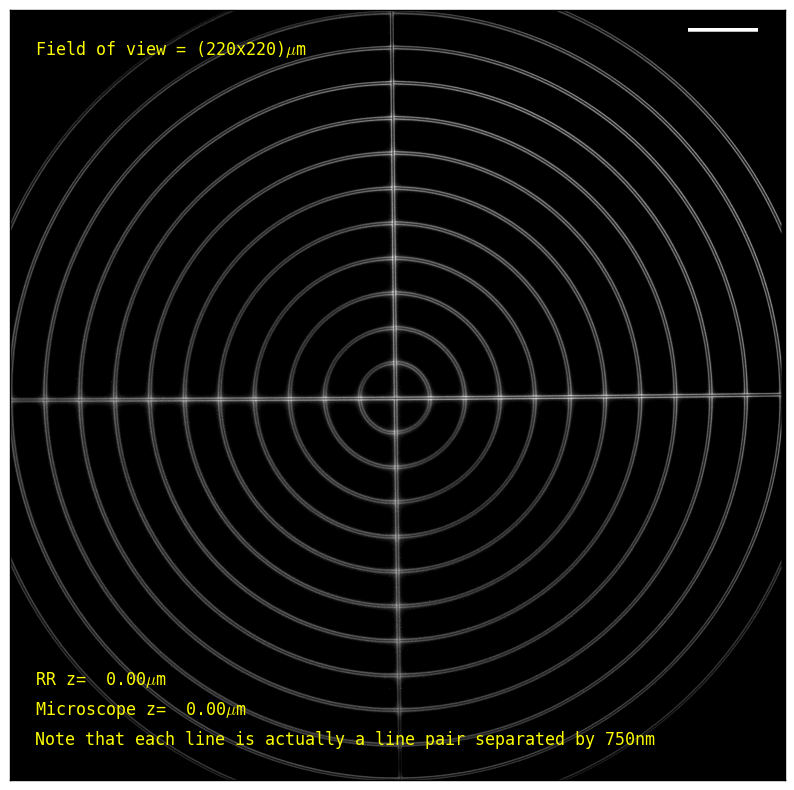 Field of view = (220x220)μm
RR z=  0.00μm
Microscope z=  0.00μm
Note that each line is actually a line pair separated by 750nm